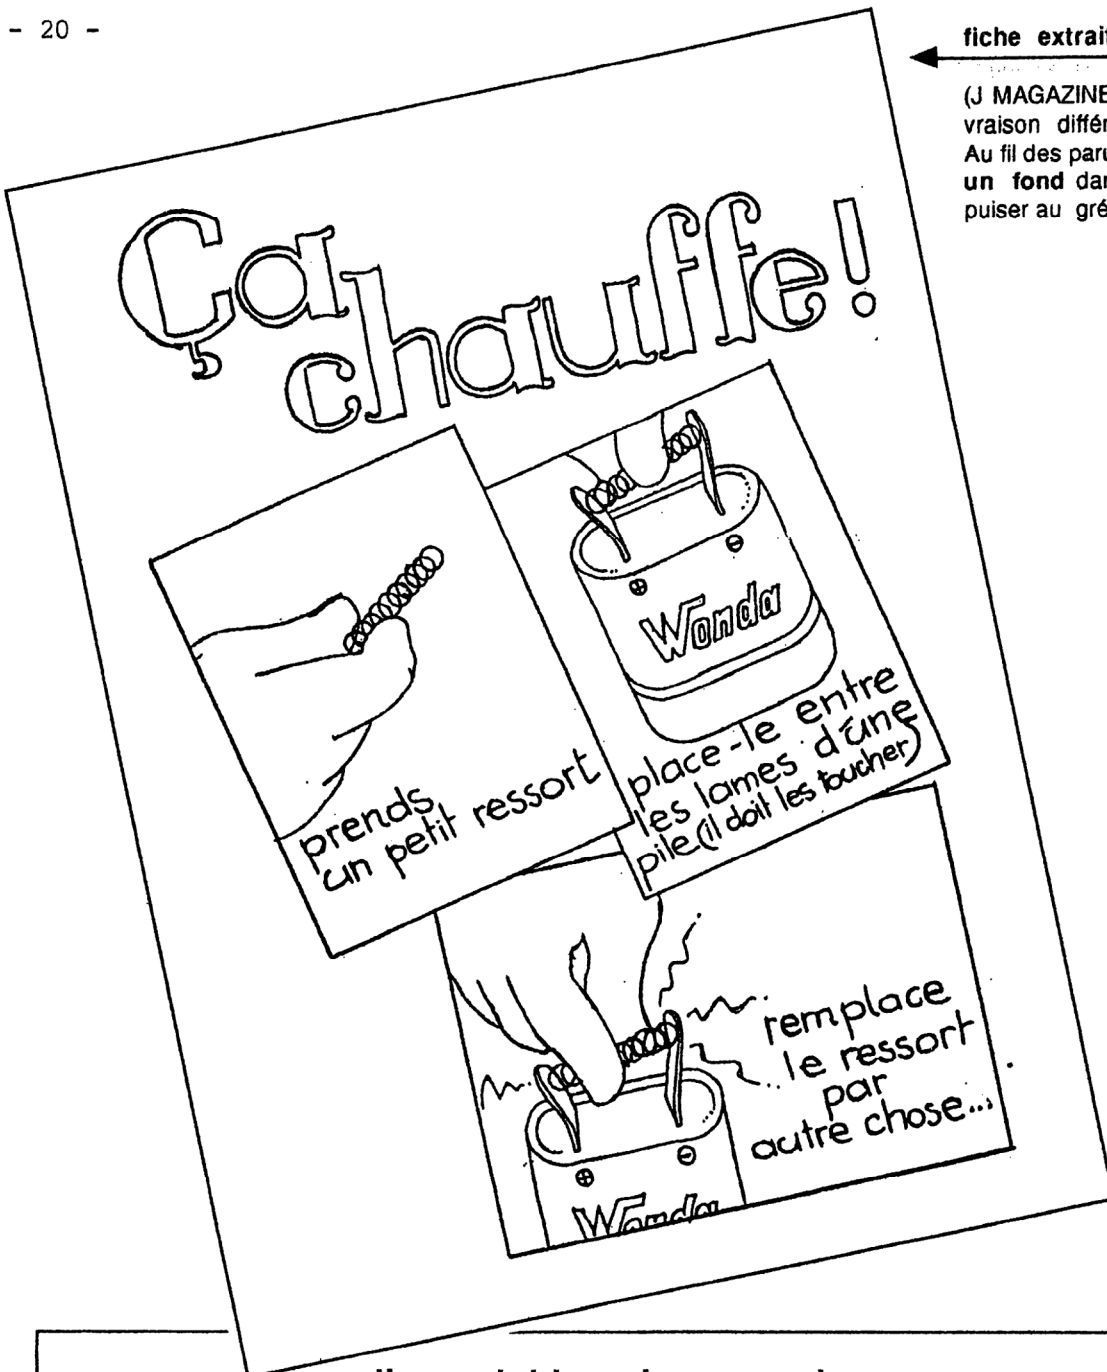 - 20 -
fiche extrait
(J MAGAZINE
vraison différ
Au fil des paru
un fond dan
puiser au gré
Ça
chauffe!
prends
un petit ressort
Wonda
place-le entre
les lames d'une
pile (il doit les toucher)
remplace
le ressort
par
autre chose...
Wonda